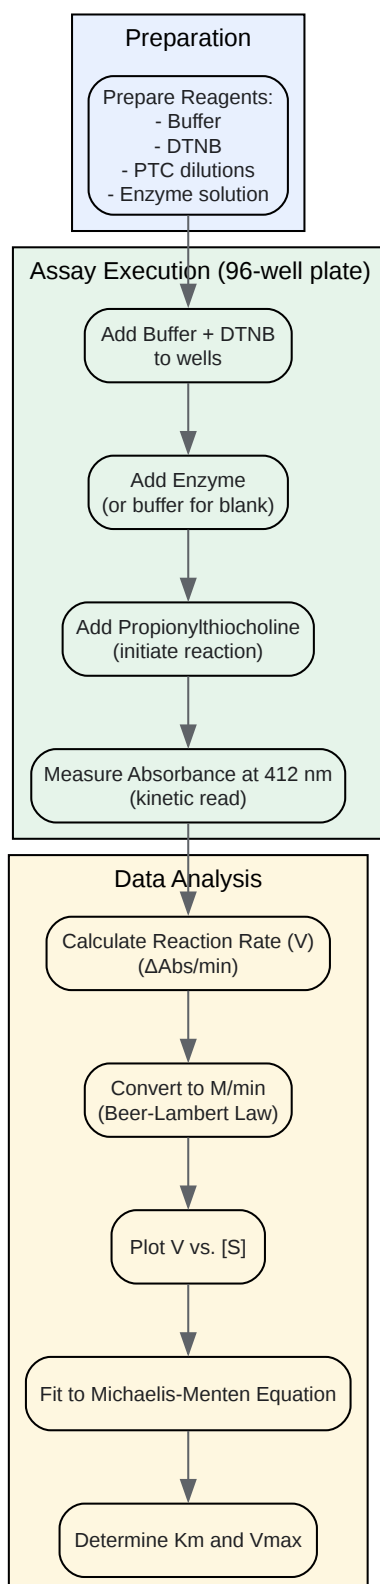 Preparation
Prepare Reagents:
- Buffer
- DTNB
- PTC dilutions
- Enzyme solution
Assay Execution (96-well plate)
Add Buffer + DTNB
to wells
Add Enzyme
(or buffer for blank)
Add Propionylthiocholine
(initiate reaction)
Measure Absorbance at 412 nm
(kinetic read)
Data Analysis
Calculate Reaction Rate (V)
(ΔAbs/min)
Convert to M/min
(Beer-Lambert Law)
Plot V vs. [S]
Fit to Michaelis-Menten Equation
Determine Km and Vmax